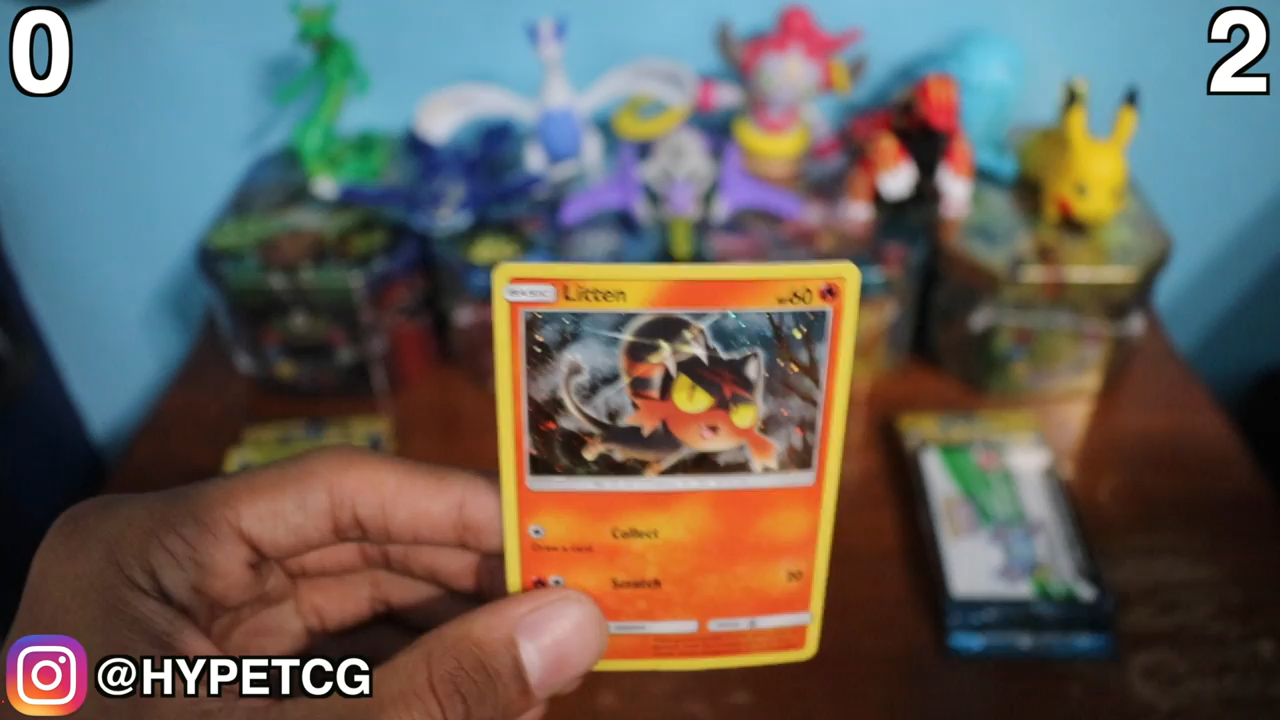 0
2
BASIC Litten HP60
Collect
Draw a card.
Scratch 20
@HYPETCG